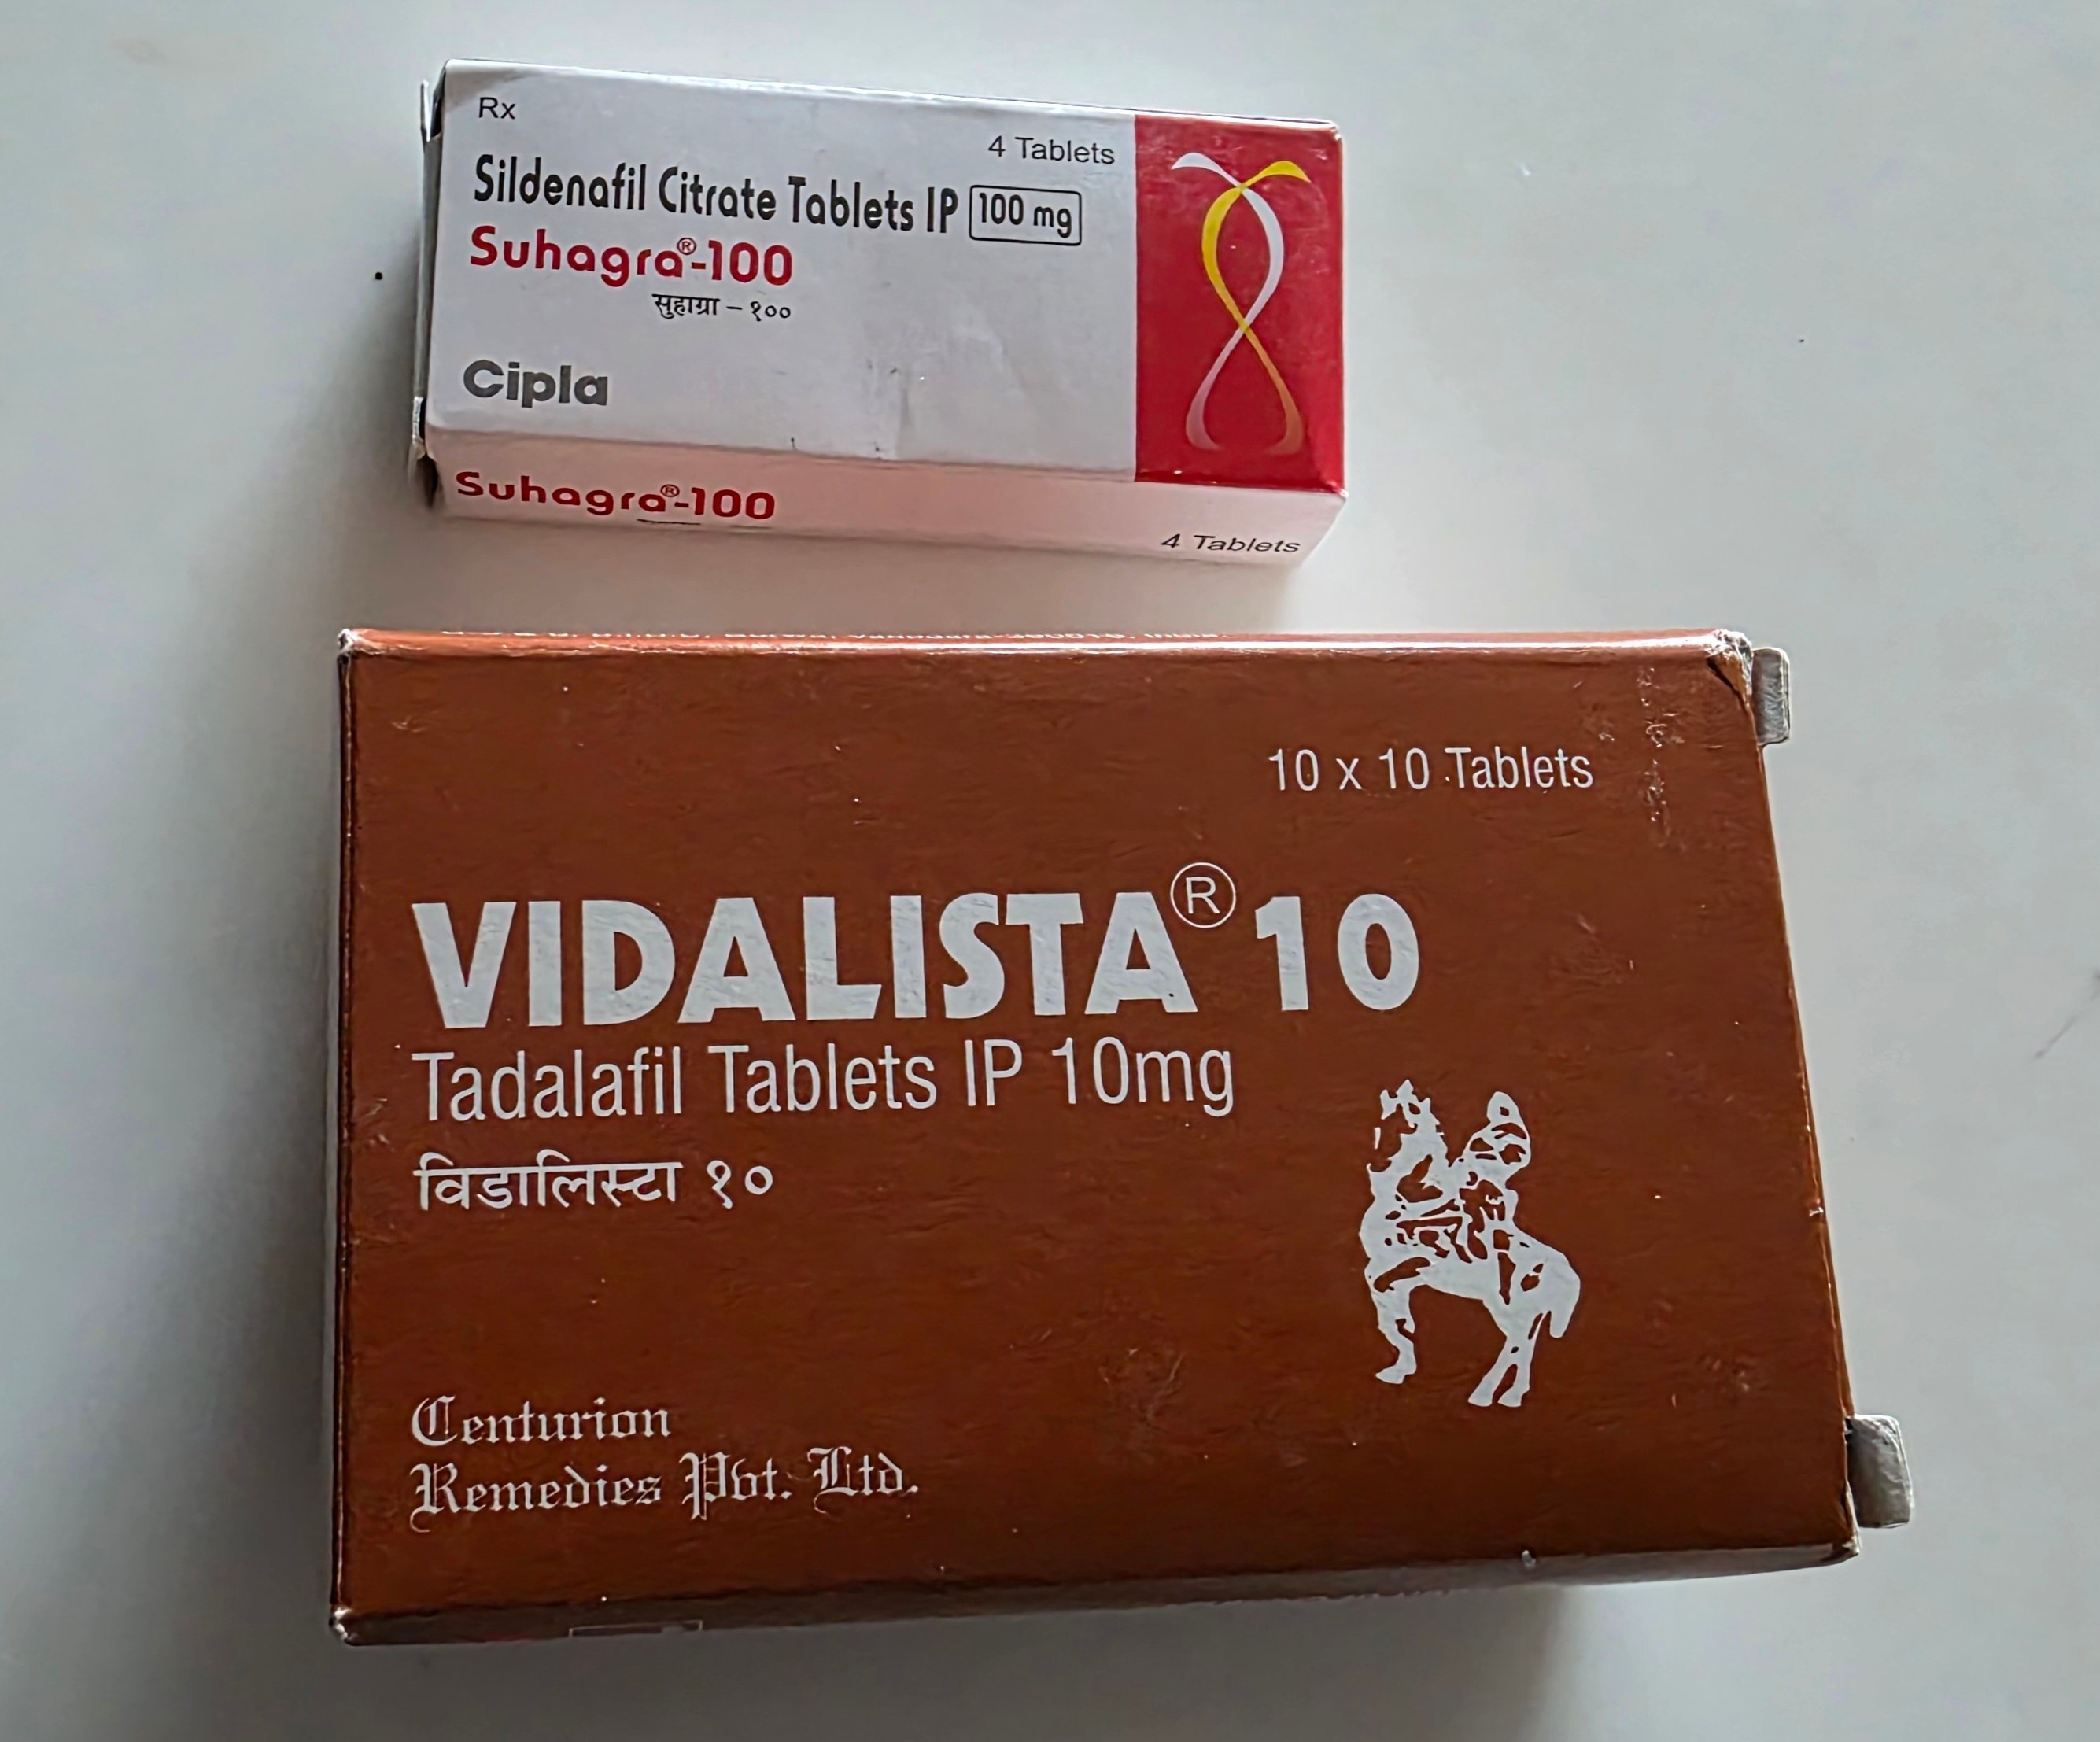 Rx
4 Tablets
Sildenafil Citrate Tablets IP 100 mg
Suhagra®-100
सुहाग्रा – १००
Cipla
Suhagra®-100
4 Tablets
10 x 10 Tablets
VIDALISTA® 10
Tadalafil Tablets IP 10mg
विडालिस्टा १०
Centurion
Remedies Pvt. Ltd.